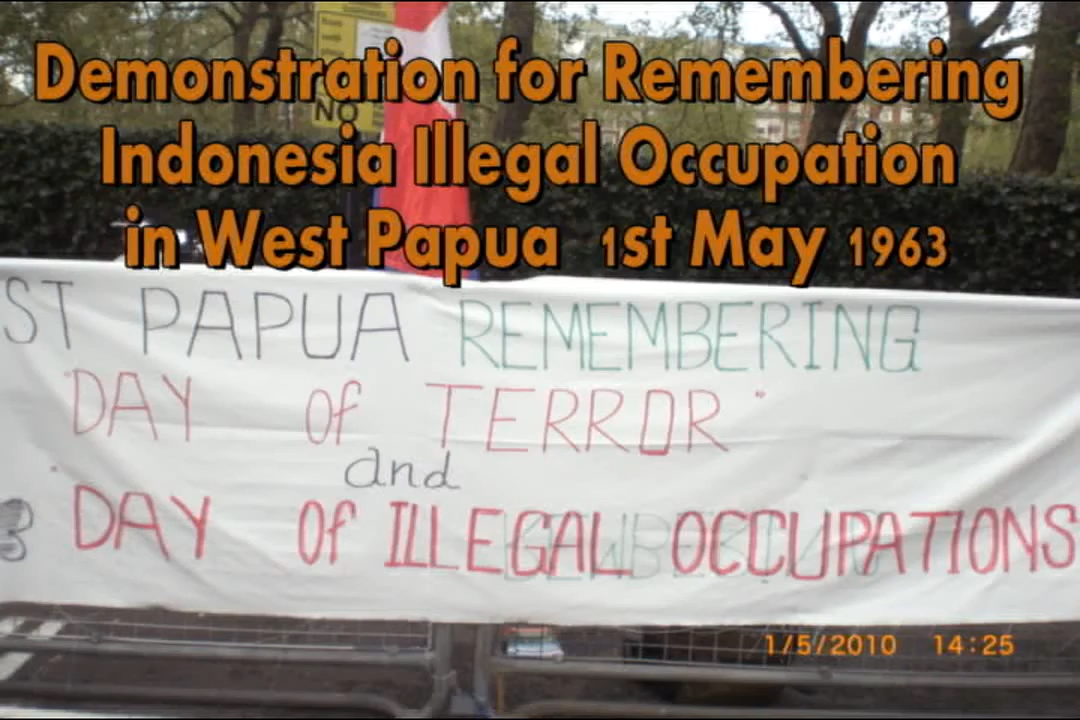 Demonstration for Remembering
Indonesia Illegal Occupation
in West Papua 1st May 1963
NO
ST PAPUA REMEMBERING
"DAY Of TERROR"
and
3 "DAY Of ILLEGAL OCCUPATIONS
1/5/2010 14:25